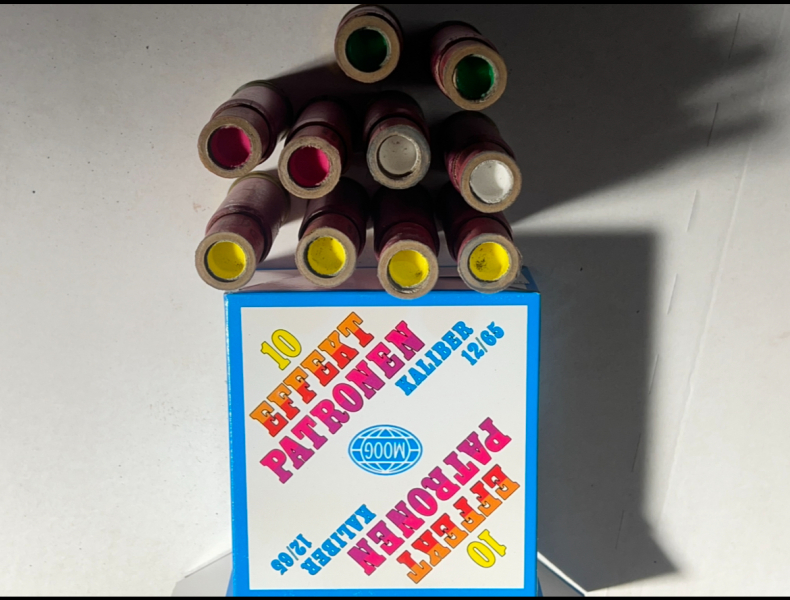 10
EFFEKT
PATRONEN
KALIBER
12/65
MOOG
10
EFFEKT
PATRONEN
KALIBER
12/65